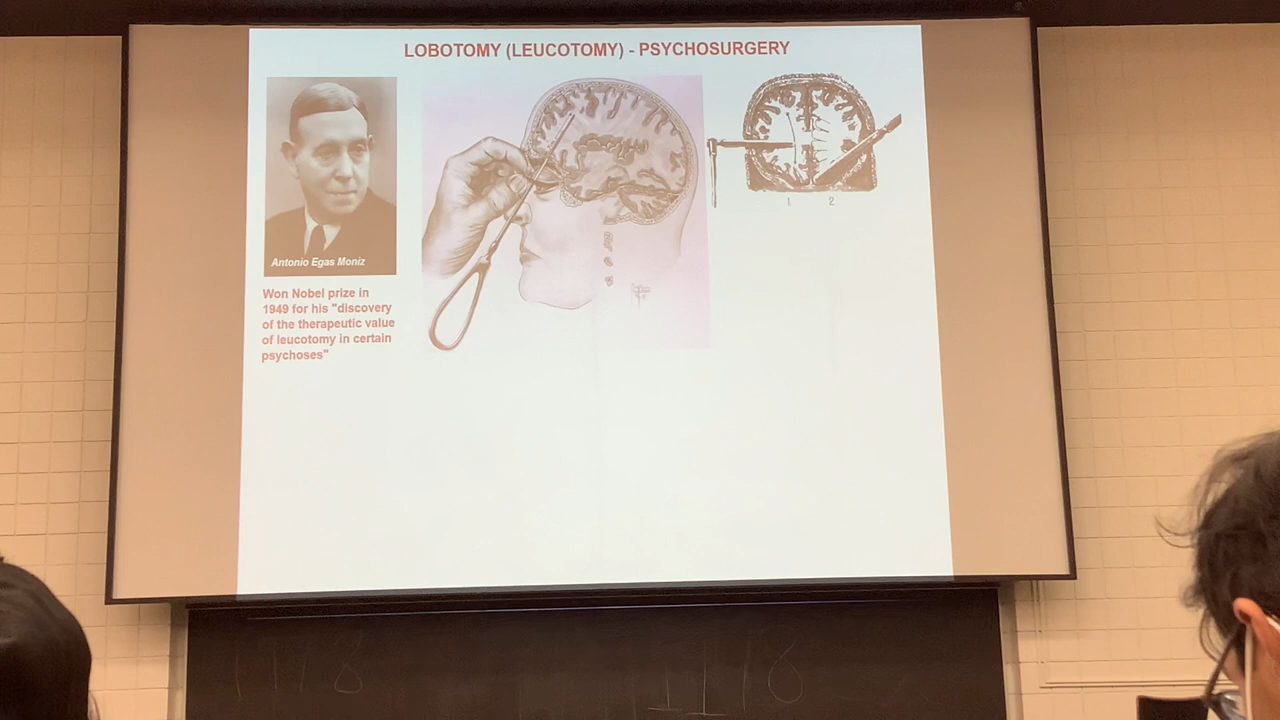 LOBOTOMY (LEUCOTOMY) - PSYCHOSURGERY
Antonio Egas Moniz
Won Nobel prize in
1949 for his "discovery
of the therapeutic value
of leucotomy in certain
psychoses"
1 2